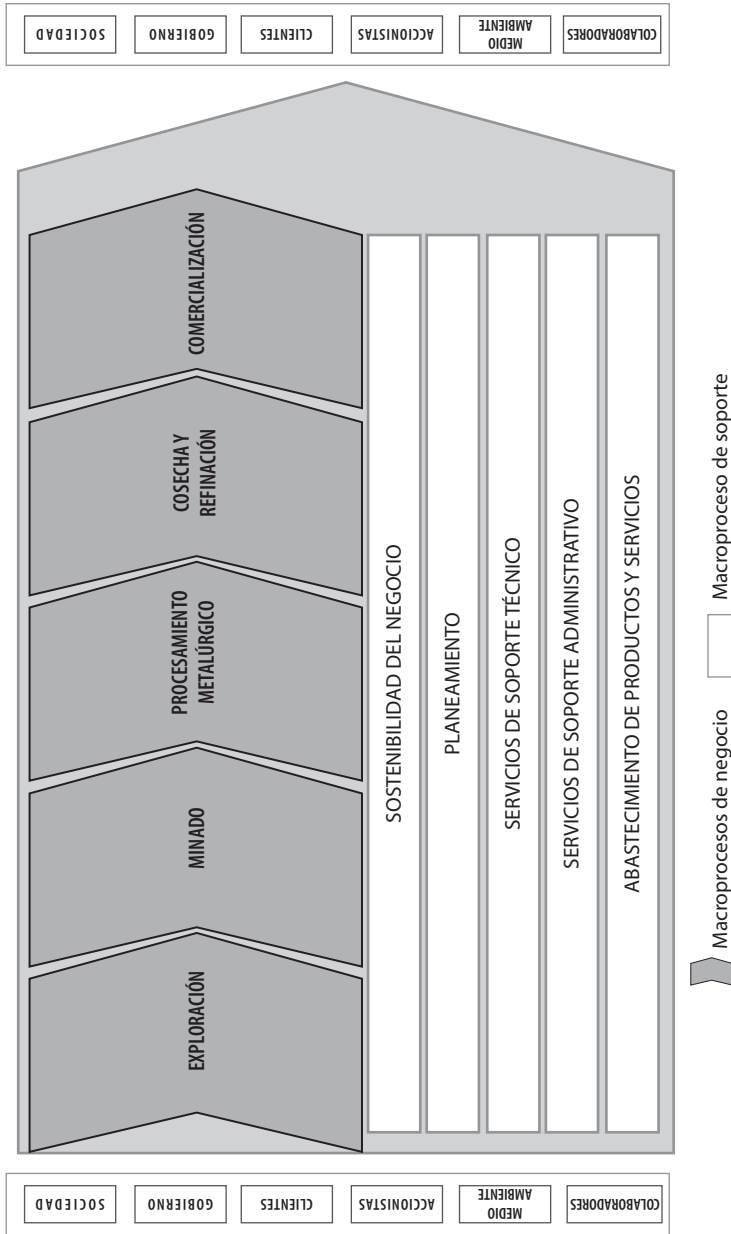 SOCIEDAD
GOBIERNO
CLIENTES
ACCIONISTAS
MEDIO
AMBIENTE
COLABORADORES
EXPLORACIÓN
MINADO
PROCESAMIENTO
METALÚRGICO
COSECHA Y
REFINACIÓN
COMERCIALIZACIÓN
SOSTENIBILIDAD DEL NEGOCIO
PLANEAMIENTO
SERVICIOS DE SOPORTE TÉCNICO
SERVICIOS DE SOPORTE ADMINISTRATIVO
ABASTECIMIENTO DE PRODUCTOS Y SERVICIOS
SOCIEDAD
GOBIERNO
CLIENTES
ACCIONISTAS
MEDIO
AMBIENTE
COLABORADORES
Macroprocesos de negocio
Macroproceso de soporte